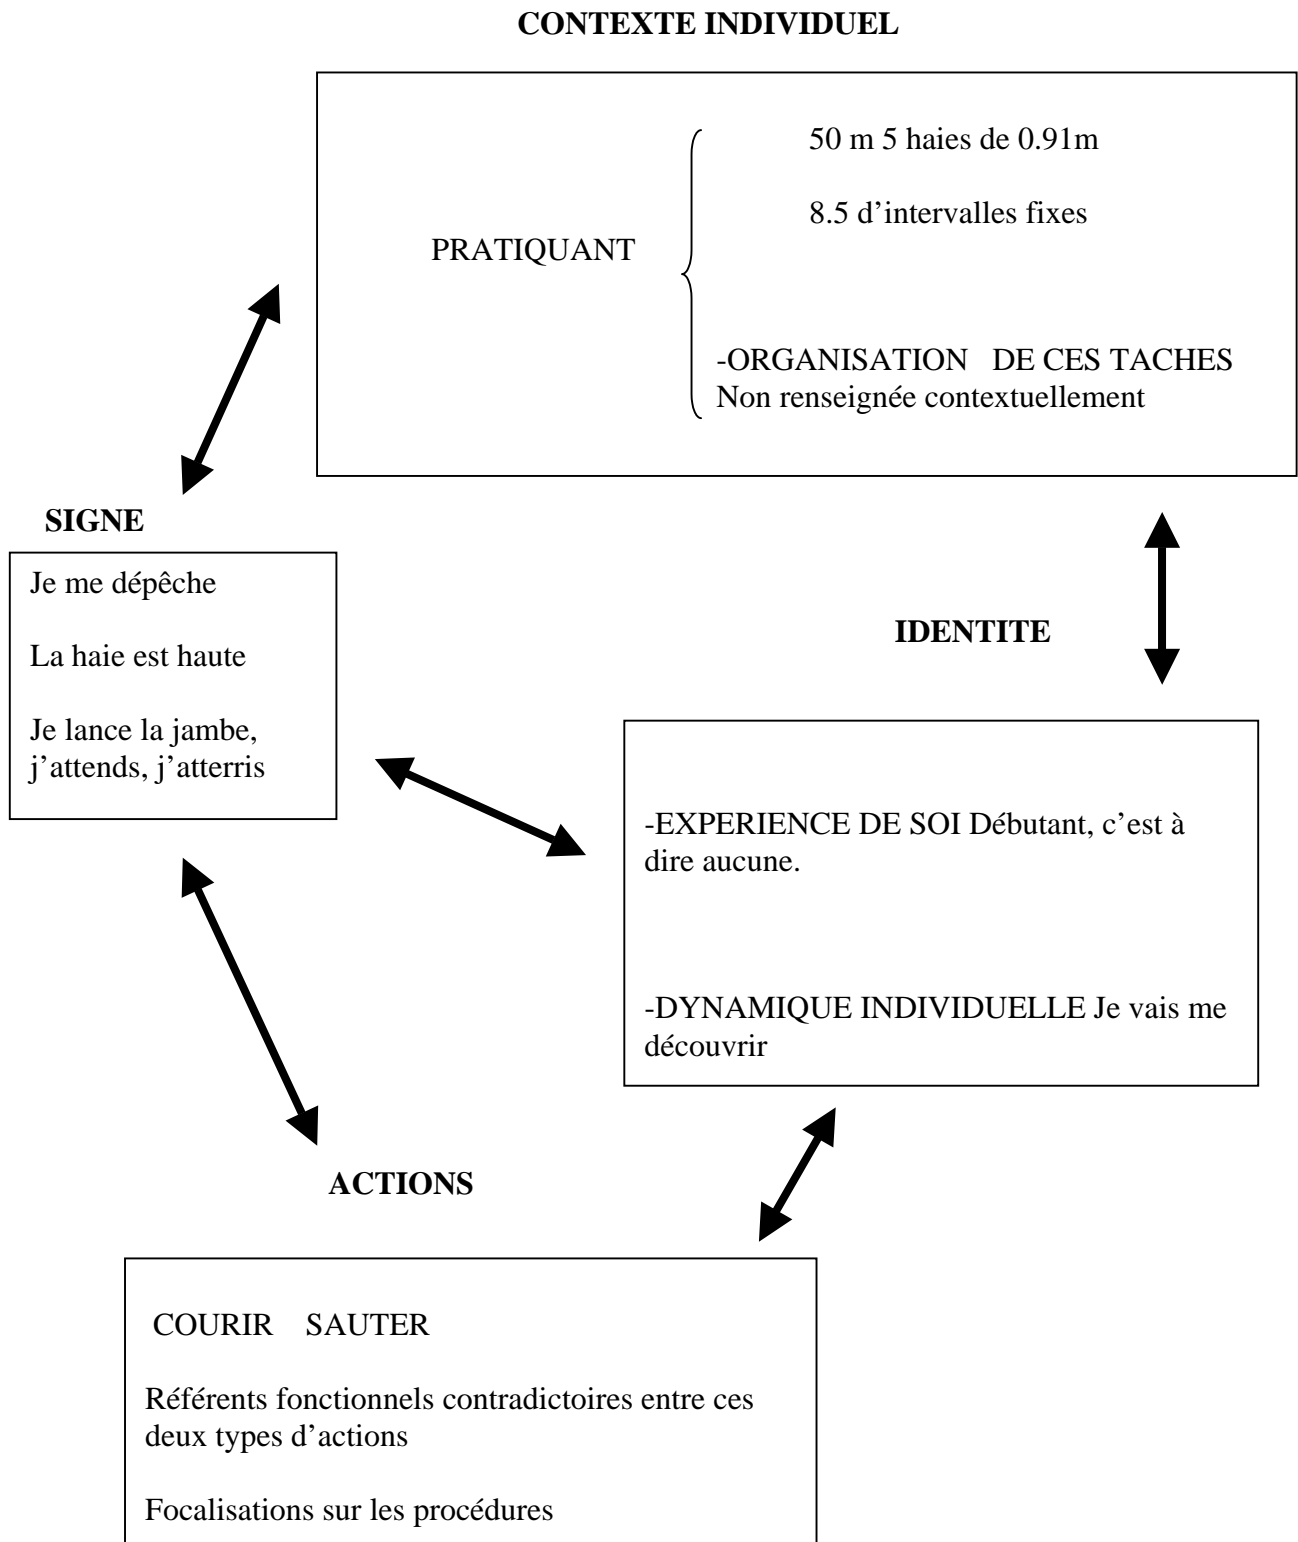 CONTEXTE INDIVIDUEL
50 m 5 haies de 0.91m
8.5 d’intervalles fixes
PRATIQUANT
-ORGANISATION DE CES TACHES
Non renseignée contextuellement
SIGNE
Je me dépêche
La haie est haute
Je lance la jambe,
j’attends, j’atterris
IDENTITE
-EXPERIENCE DE SOI Débutant, c’est à
dire aucune.
-DYNAMIQUE INDIVIDUELLE Je vais me
découvrir
ACTIONS
COURIR SAUTER
Référents fonctionnels contradictoires entre ces
deux types d’actions
Focalisations sur les procédures